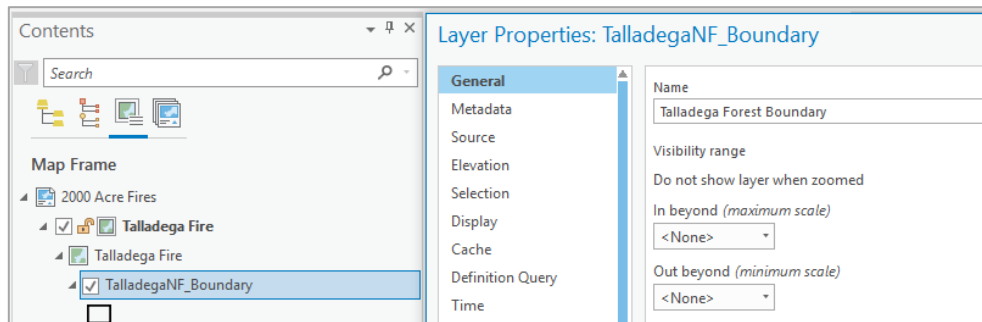 Contents
Search
Map Frame
2000 Acre Fires
Talladega Fire
Talladega Fire
TalladegaNF_Boundary
Layer Properties: TalladegaNF_Boundary
General
Metadata
Source
Elevation
Selection
Display
Cache
Definition Query
Time
Name
Talladega Forest Boundary
Visibility range
Do not show layer when zoomed
In beyond (maximum scale)
<None>
Out beyond (minimum scale)
<None>